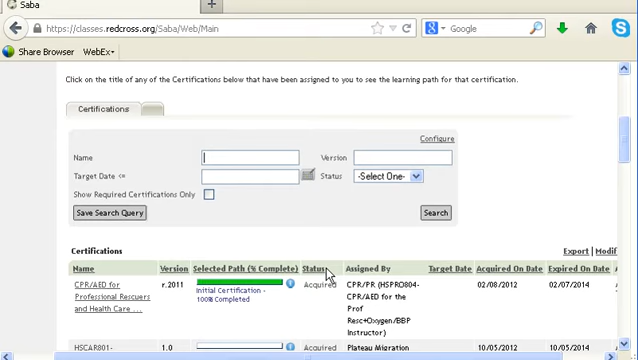 Saba
https://classes.redcross.org/Saba/Web/Main
Google
Share Browser WebEx
Click on the title of any of the Certifications below that have been assigned to you to see the learning path for that certification.
Certifications
Configure
Name Version
Target Date <= Status -Select One-
Show Required Certifications Only
Save Search Query Search
Certifications Export Modif
Name Version Selected Path (% Complete) Status Assigned By Target Date Acquired On Date Expired On Date
CPR/AED for r.2011 Acquired CPR/PR (HSPRO804- 02/08/2012 02/07/2014
Professional Rescuers Initial Certification - CPR/AED for the
and Health Care ... 100% Completed Prof
Resc+Oxygen/BBP
Instructor)
HSCAR801- 1.0 Acquired Plateau Migration 10/05/2012 10/05/2014